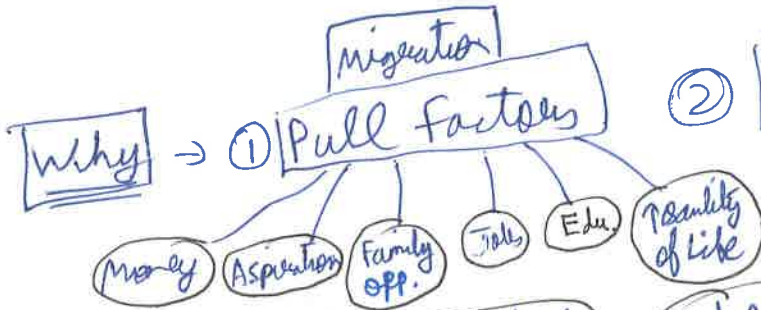 Migration
Why → ① Pull Factors ②
Money Aspiration Family Opp. Jobs Edu. ↑ Quality of Life